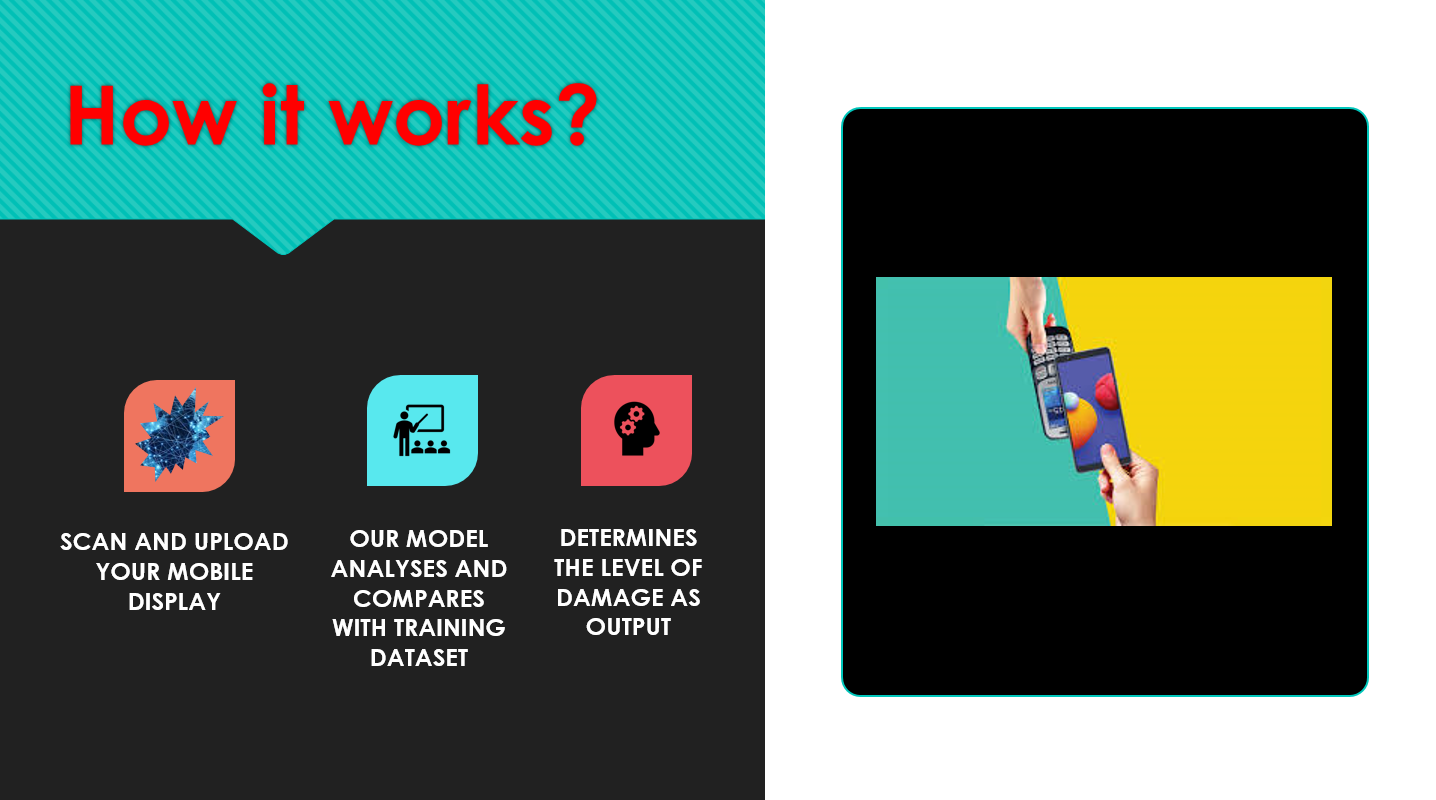 How it works?
SCAN AND UPLOAD
YOUR MOBILE
DISPLAY
OUR MODEL
ANALYSES AND
COMPARES
WITH TRAINING
DATASET
DETERMINES
THE LEVEL OF
DAMAGE AS
OUTPUT